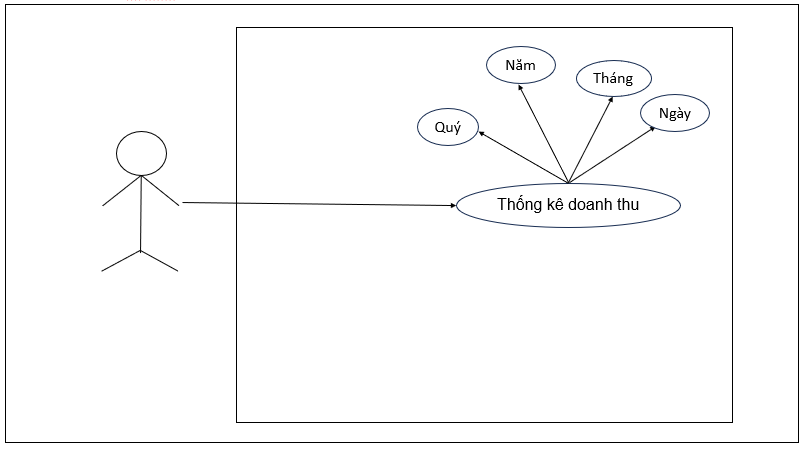 Năm
Tháng
Ngày
Quý
Thống kê doanh thu